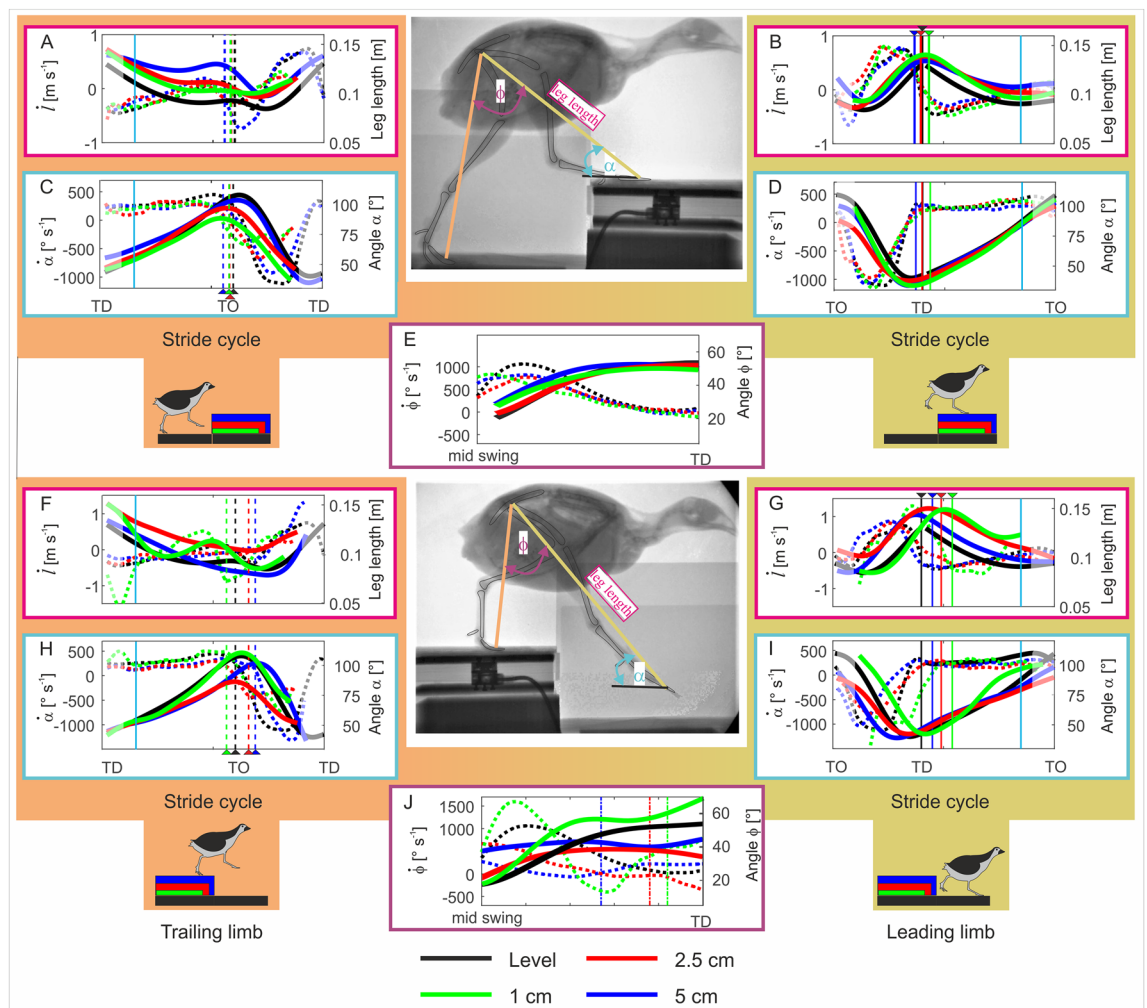 A
1
0
-1
l̇ [m s⁻¹]
0.15
0.1
0.05
Leg length [m]
C
500
0
-500
-1000
α̇ [° s⁻¹]
100
75
50
Angle α [°]
TD
TO
TD
Stride cycle
ϕ
leg length
α
B
1
0
-1
l̇ [m s⁻¹]
0.15
0.1
0.05
Leg length [m]
D
500
0
-500
-1000
α̇ [° s⁻¹]
100
75
50
Angle α [°]
TO
TD
TO
Stride cycle
E
1000
500
0
-500
ϕ̇ [° s⁻¹]
60
40
20
Angle ϕ [°]
mid swing
TD
F
1
0
-1
l̇ [m s⁻¹]
0.15
0.1
0.05
Leg length [m]
H
500
0
-500
-1000
α̇ [° s⁻¹]
100
75
50
Angle α [°]
TD
TO
TD
Stride cycle
ϕ
leg length
α
G
1
0
-1
l̇ [m s⁻¹]
0.15
0.1
0.05
Leg length [m]
I
500
0
-500
-1000
α̇ [° s⁻¹]
100
75
50
Angle α [°]
TO
TD
TO
Stride cycle
J
1500
1000
0
-500
ϕ̇ [° s⁻¹]
60
40
20
Angle ϕ [°]
mid swing
TD
Trailing limb
Leading limb
Level
2.5 cm
1 cm
5 cm